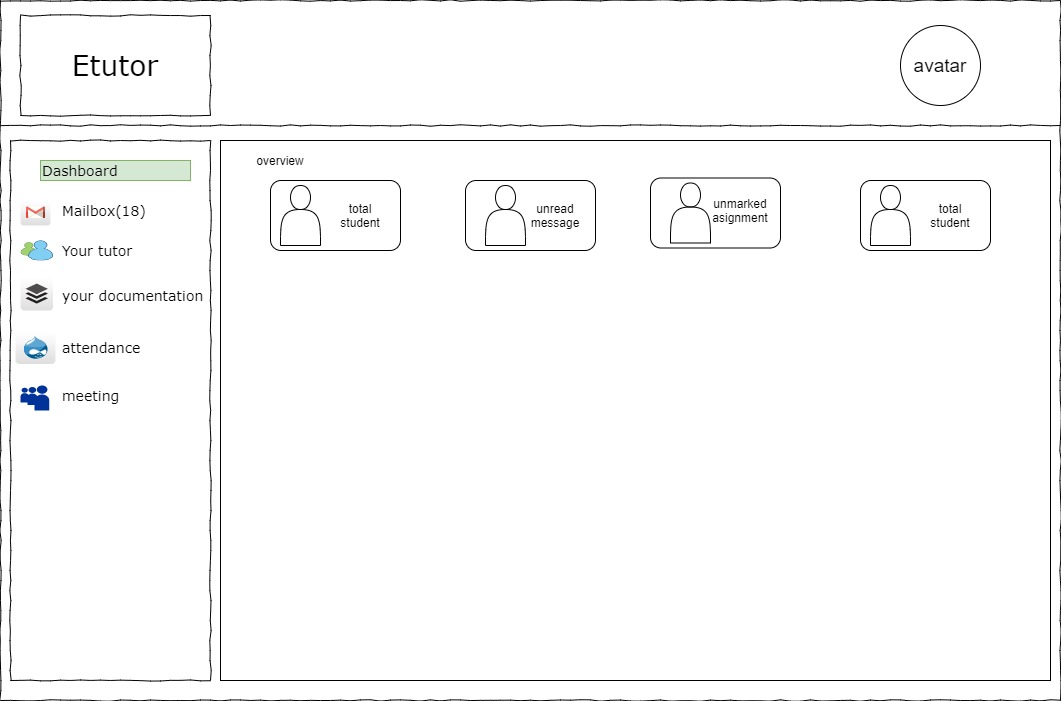 Etutor
avatar
Dashboard
Mailbox(18)
Your tutor
your documentation
attendance
meeting
overview
total
student
unread
message
unmarked
asignment
total
student